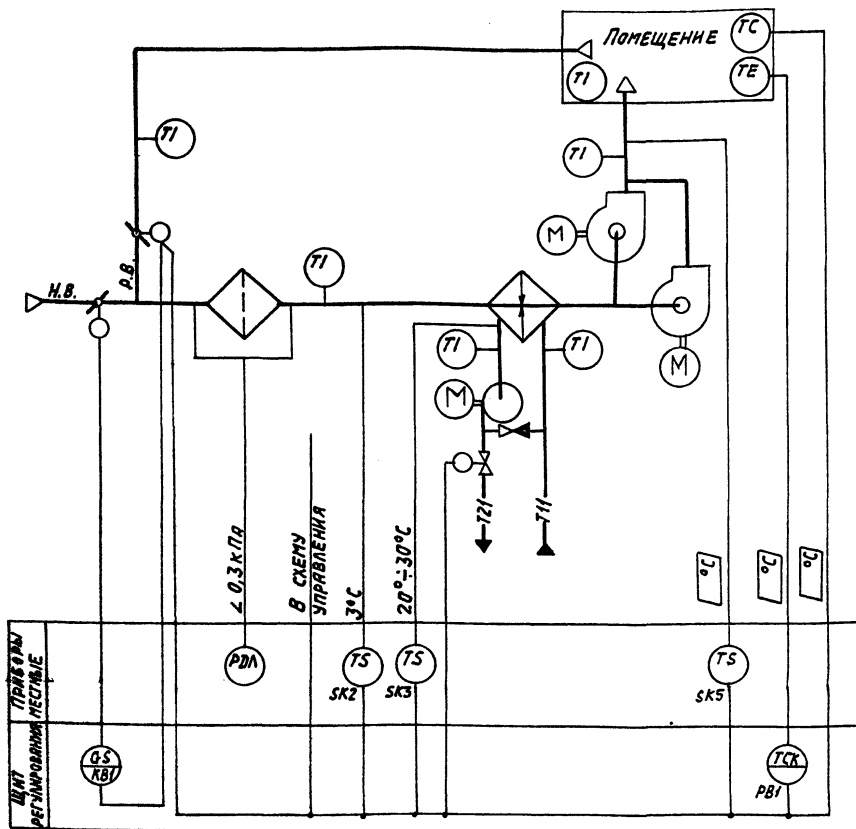 ПОМЕЩЕНИЕ
TC
TE
TI
TI
TI
M
TI
Р.В.
Н.В.
M
TI
TI
M
T21
T11
< 0,3 кПа
В СХЕМУ
УПРАВЛЕНИЯ
3°С
20°÷30°С
°С
°С
°С
ПРИБОРЫ
МЕСТНЫЕ
PDA
TS
SK2
TS
SK3
TS
SK5
ЩИТ
РЕГУЛИРОВАНИЯ
GS
KB1
TCK
PB1